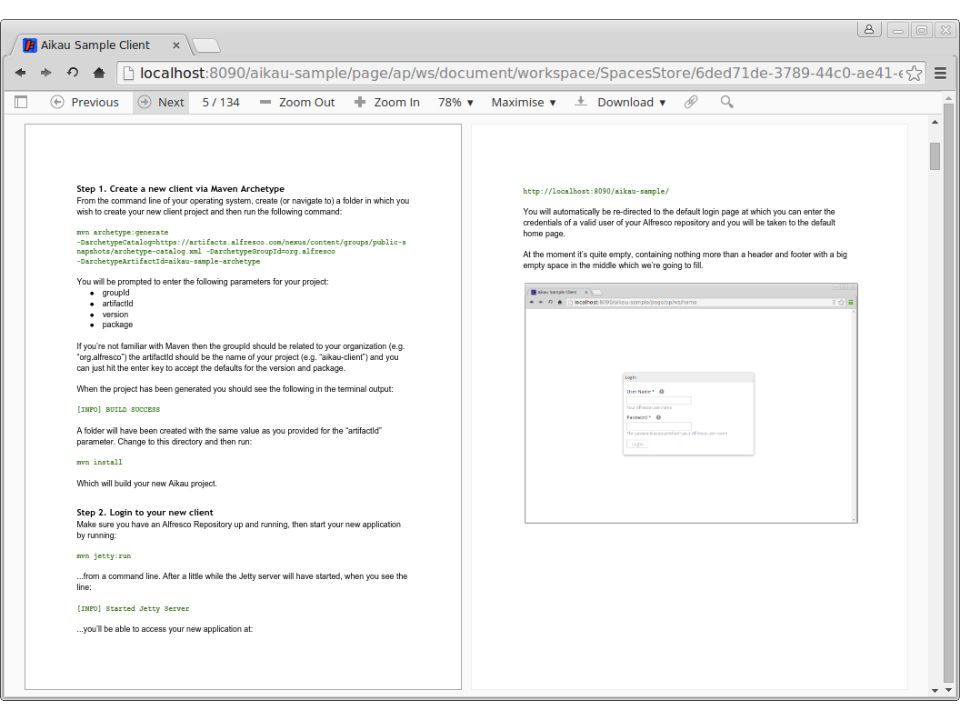 Aikau Sample Client
localhost:8090/aikau-sample/page/ap/ws/document/workspace/SpacesStore/6ded71de-3789-44c0-ae41-
Previous
Next
5 / 134
Zoom Out
Zoom In
78%
Maximise
Download
Step 1. Create a new client via Maven Archetype
From the command line of your operating system, create (or navigate to) a folder in which you
wish to create your new client project and then run the following command:
mvn archetype:generate
-DarchetypeCatalog=https://artifacts.alfresco.com/nexus/content/groups/public-s
napshots/archetype-catalog.xml -DarchetypeGroupId=org.alfresco
-DarchetypeArtifactId=aikau-sample-archetype
You will be prompted to enter the following parameters for your project:
● groupId
● artifactId
● version
● package
If you're not familiar with Maven then the groupId should be related to your organization (e.g.
"org.alfresco") the artifactId should be the name of your project (e.g. "aikau-client") and you
can just hit the enter key to accept the defaults for the version and package.
When the project has been generated you should see the following in the terminal output:
[INFO] BUILD SUCCESS
A folder will have been created with the same value as you provided for the "artifactId"
parameter. Change to this directory and then run:
mvn install
Which will build your new Aikau project.
Step 2. Login to your new client
Make sure you have an Alfresco Repository up and running, then start your new application
by running:
mvn jetty:run
...from a command line. After a little while the Jetty server will have started, when you see the
line:
[INFO] Started Jetty Server
...you'll be able to access your new application at:
http://localhost:8090/aikau-sample/
You will automatically be re-directed to the default login page at which you can enter the
credentials of a valid user of your Alfresco repository and you will be taken to the default
home page.
At the moment it's quite empty, containing nothing more than a header and footer with a big
empty space in the middle which we're going to fill.
Aikau Sample Client
localhost:8090/aikau-sample/page/ap/ws/home
Login
User Name *
Your Alfresco user name
Password *
Login